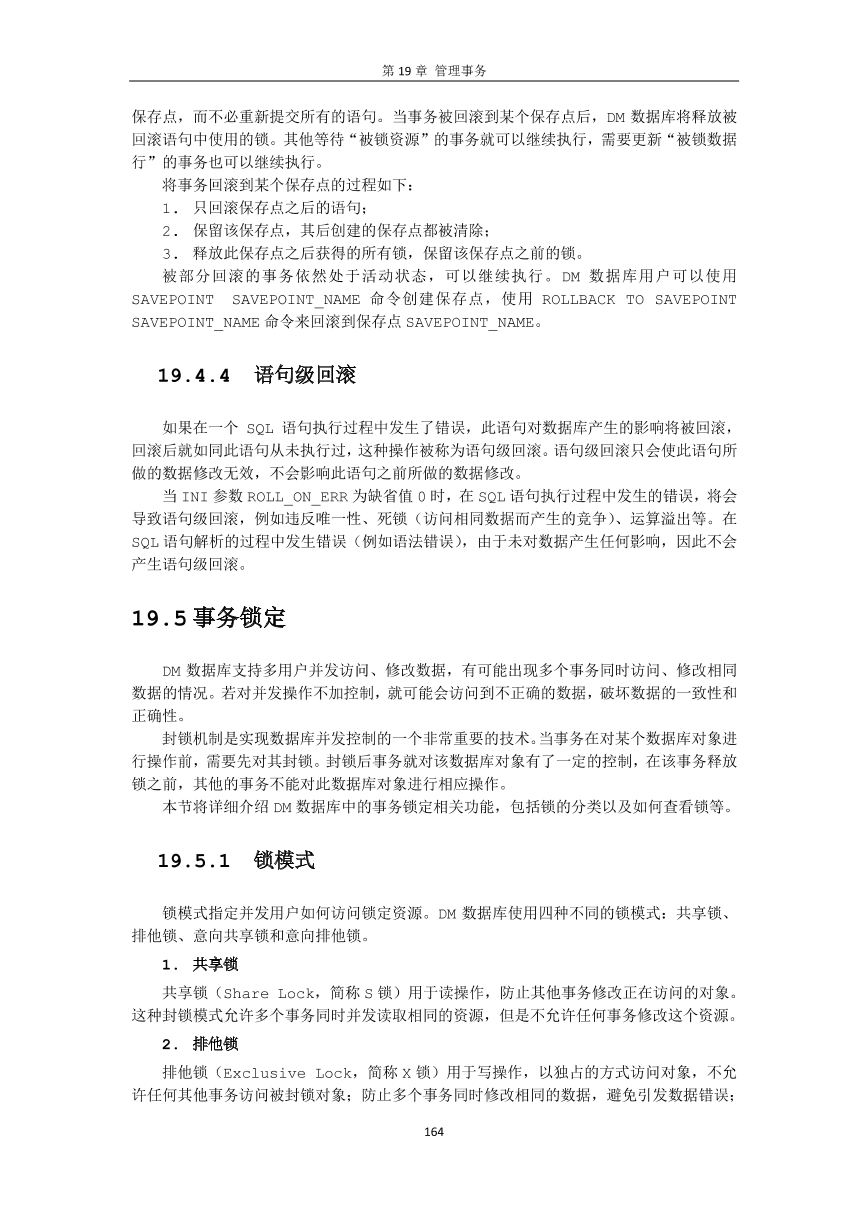 第 19 章 管理事务
保存点，而不必重新提交所有的语句。当事务被回滚到某个保存点后，DM 数据库将释放被
回滚语句中使用的锁。其他等待“被锁资源”的事务就可以继续执行，需要更新“被锁数据
行”的事务也可以继续执行。
将事务回滚到某个保存点的过程如下：
1. 只回滚保存点之后的语句；
2. 保留该保存点，其后创建的保存点都被清除；
3. 释放此保存点之后获得的所有锁，保留该保存点之前的锁。
被部分回滚的事务依然处于活动状态，可以继续执行。DM 数据库用户可以使用
SAVEPOINT SAVEPOINT_NAME 命令创建保存点，使用 ROLLBACK TO SAVEPOINT
SAVEPOINT_NAME 命令来回滚到保存点 SAVEPOINT_NAME。
19.4.4 语句级回滚
如果在一个 SQL 语句执行过程中发生了错误，此语句对数据库产生的影响将被回滚，
回滚后就如同此语句从未执行过，这种操作被称为语句级回滚。语句级回滚只会使此语句所
做的数据修改无效，不会影响此语句之前所做的数据修改。
当 INI 参数 ROLL_ON_ERR 为缺省值 0 时，在 SQL 语句执行过程中发生的错误，将会
导致语句级回滚，例如违反唯一性、死锁（访问相同数据而产生的竞争）、运算溢出等。在
SQL 语句解析的过程中发生错误（例如语法错误），由于未对数据产生任何影响，因此不会
产生语句级回滚。
19.5 事务锁定
DM 数据库支持多用户并发访问、修改数据，有可能出现多个事务同时访问、修改相同
数据的情况。若对并发操作不加控制，就可能会访问到不正确的数据，破坏数据的一致性和
正确性。
封锁机制是实现数据库并发控制的一个非常重要的技术。当事务在对某个数据库对象进
行操作前，需要先对其封锁。封锁后事务就对该数据库对象有了一定的控制，在该事务释放
锁之前，其他的事务不能对此数据库对象进行相应操作。
本节将详细介绍 DM 数据库中的事务锁定相关功能，包括锁的分类以及如何查看锁等。
19.5.1 锁模式
锁模式指定并发用户如何访问锁定资源。DM 数据库使用四种不同的锁模式：共享锁、
排他锁、意向共享锁和意向排他锁。
1. 共享锁
共享锁（Share Lock，简称 S 锁）用于读操作，防止其他事务修改正在访问的对象。
这种封锁模式允许多个事务同时并发读取相同的资源，但是不允许任何事务修改这个资源。
2. 排他锁
排他锁（Exclusive Lock，简称 X 锁）用于写操作，以独占的方式访问对象，不允
许任何其他事务访问被封锁对象；防止多个事务同时修改相同的数据，避免引发数据错误；
164